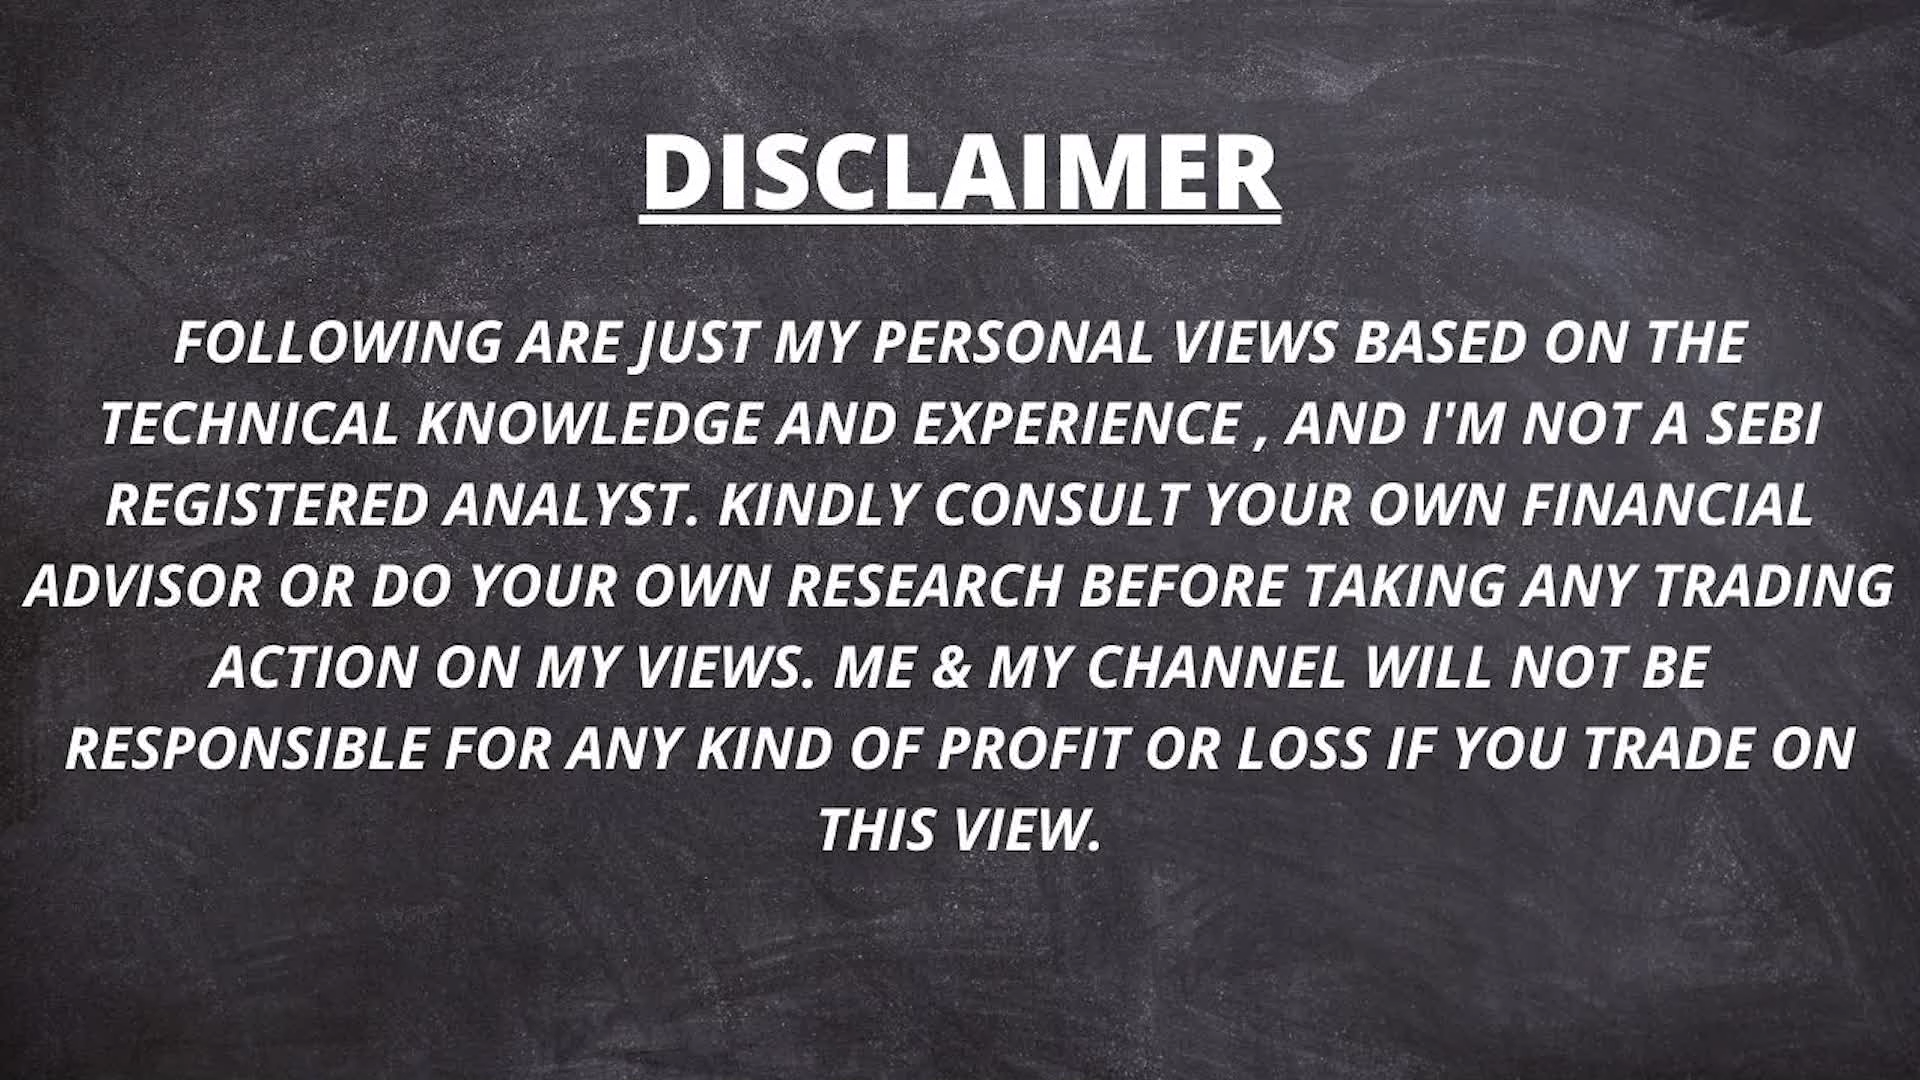 DISCLAIMER
FOLLOWING ARE JUST MY PERSONAL VIEWS BASED ON THE
TECHNICAL KNOWLEDGE AND EXPERIENCE , AND I'M NOT A SEBI
REGISTERED ANALYST. KINDLY CONSULT YOUR OWN FINANCIAL
ADVISOR OR DO YOUR OWN RESEARCH BEFORE TAKING ANY TRADING
ACTION ON MY VIEWS. ME & MY CHANNEL WILL NOT BE
RESPONSIBLE FOR ANY KIND OF PROFIT OR LOSS IF YOU TRADE ON
THIS VIEW.